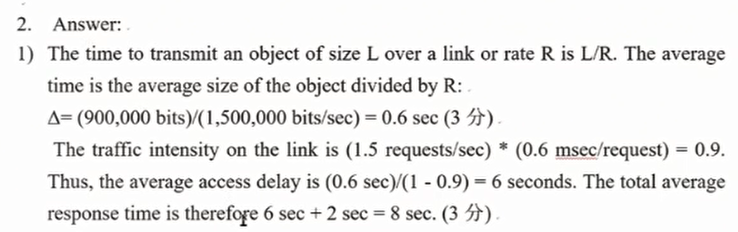 2. Answer:
1) The time to transmit an object of size L over a link or rate R is L/R. The average
time is the average size of the object divided by R:
Δ= (900,000 bits)/(1,500,000 bits/sec) = 0.6 sec (3 分)
The traffic intensity on the link is (1.5 requests/sec) * (0.6 msec/request) = 0.9.
Thus, the average access delay is (0.6 sec)/(1 - 0.9) = 6 seconds. The total average
response time is therefore 6 sec + 2 sec = 8 sec. (3 分)